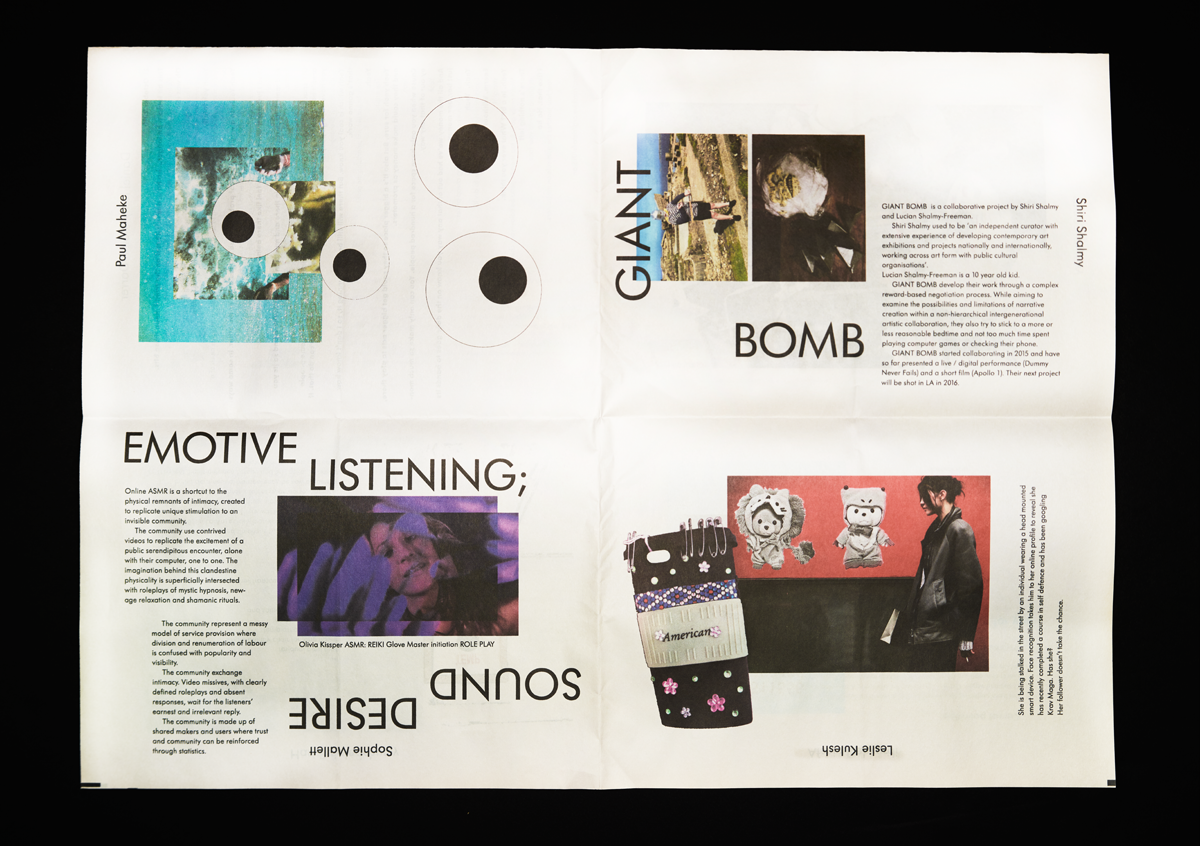 Paul Maheke
GIANT
BOMB
Shiri Shalmy
GIANT BOMB is a collaborative project by Shiri Shalmy
and Lucian Shalmy-Freeman.
Shiri Shalmy used to be 'an independent curator with
extensive experience of developing contemporary art
exhibitions and projects nationally and internationally,
working across art form with public cultural
organisations'.
Lucian Shalmy-Freeman is a 10 year old kid.
GIANT BOMB develop their work through a complex
reward-based negotiation process. While aiming to
examine the possibilities and limitations of narrative
creation within a non-hierarchical intergenerational
artistic collaboration, they also try to stick to a more or
less reasonable bedtime and not too much time spent
playing computer games or checking their phone.
GIANT BOMB started collaborating in 2015 and have
so far presented a live / digital performance (Dummy
Never Fails) and a short film (Apollo 1). Their next project
will be shot in LA in 2016.
EMOTIVE
LISTENING;
Online ASMR is a shortcut to the
physical remnants of intimacy, created
to replicate unique stimulation to an
invisible community.
The community use contrived
videos to replicate the excitement of a
public serendipitous encounter, alone
with their computer, one to one. The
imagination behind this clandestine
physicality is superficially intersected
with roleplays of mystic hypnosis, new-
age relaxation and shamanic rituals.
The community represent a messy
model of service provision where
division and renumeration of labour
is confused with popularity and
visibility.
The community exchange
intimacy. Video missives, with clearly
defined roleplays and absent
responses, wait for the listeners'
earnest and irrelevant reply.
The community is made up of
shared makers and users where trust
and community can be reinforced
through statistics.
Olivia Kissper ASMR: REIKI Glove Master initiation ROLE PLAY
SOUND
DESIRE
Sophie Mallett
American
Leslie Kulesh
She is being stalked in the street by an individual wearing a head mounted
smart device. Face recognition takes him to her online profile to reveal she
has recently completed a course in self defence and has been googling
Krav Maga. Has she?
Her follower doesn't take the chance.